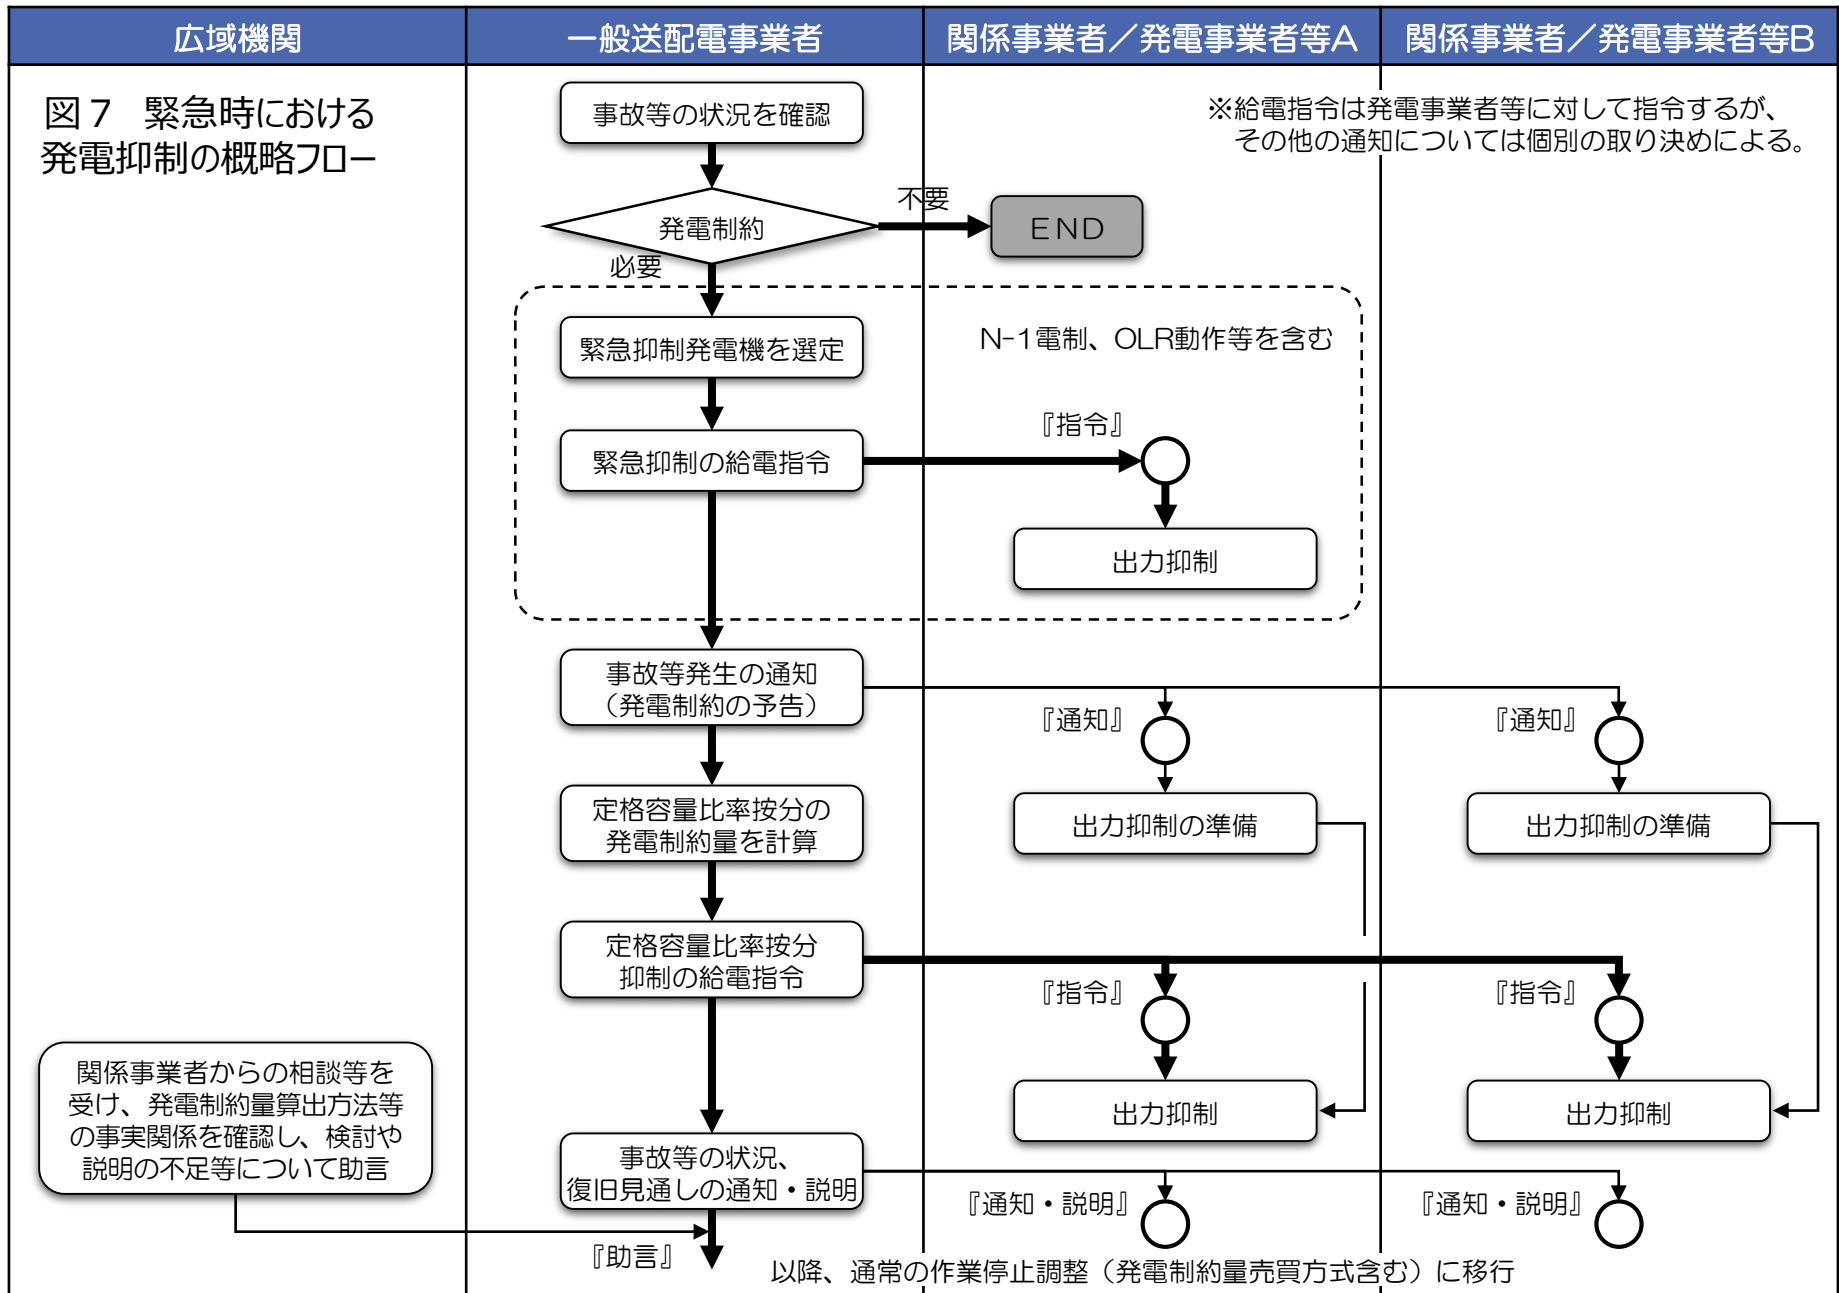 広域機関
一般送配電事業者
関係事業者／発電事業者等A
関係事業者／発電事業者等B
図７　緊急時における
発電抑制の概略フロー
※給電指令は発電事業者等に対して指令するが、
その他の通知については個別の取り決めによる。
事故等の状況を確認
発電制約
不要
END
必要
N-1電制、OLR動作等を含む
緊急抑制発電機を選定
緊急抑制の給電指令
『指令』
出力抑制
事故等発生の通知
（発電制約の予告）
『通知』
『通知』
定格容量比率按分の
発電制約量を計算
出力抑制の準備
出力抑制の準備
定格容量比率按分
抑制の給電指令
『指令』
『指令』
出力抑制
出力抑制
関係事業者からの相談等を
受け、発電制約量算出方法等
の事実関係を確認し、検討や
説明の不足等について助言
事故等の状況、
復旧見通しの通知・説明
『通知・説明』
『通知・説明』
『助言』
以降、通常の作業停止調整（発電制約量売買方式含む）に移行